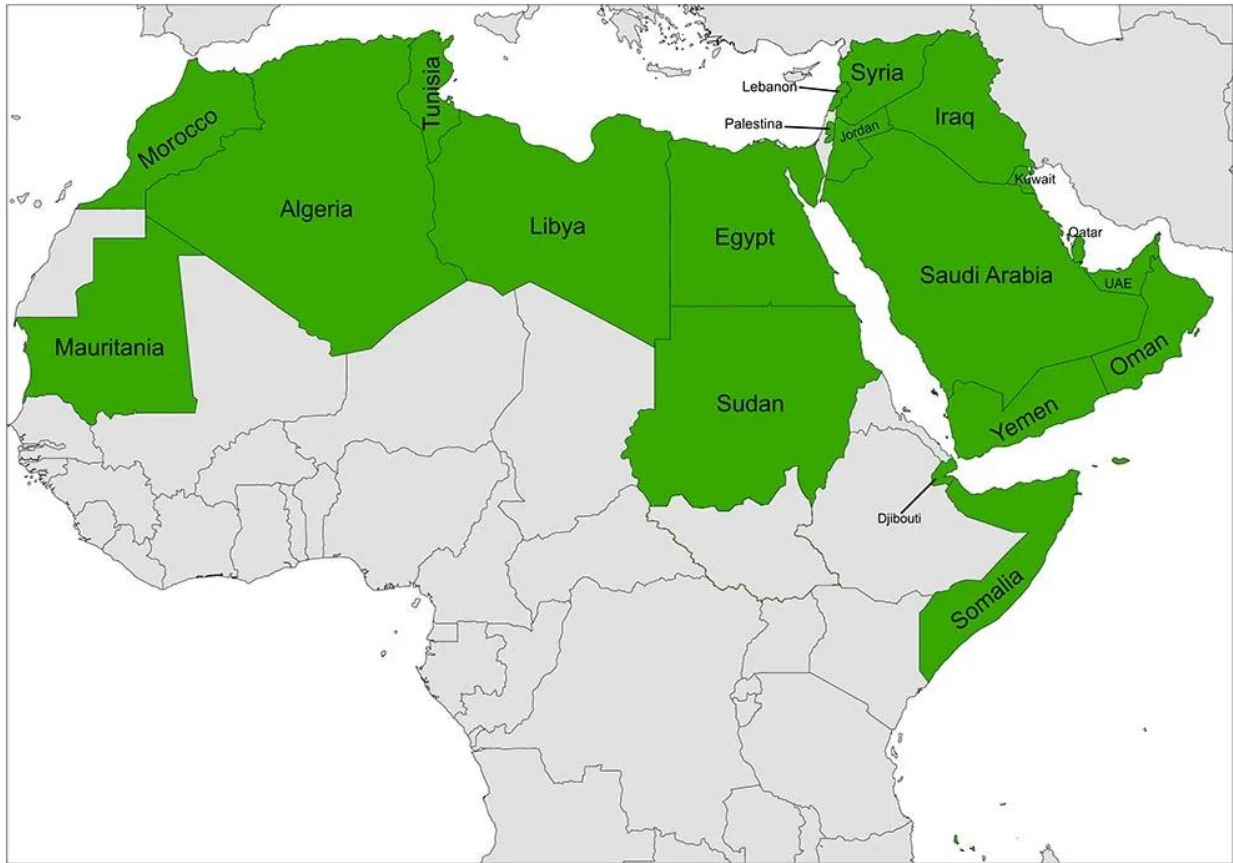 Syria
Lebanon
Tunisia
Iraq
Palestina
Jordan
Morocco
Kuwait
Algeria
Libya
Egypt
Qatar
Saudi Arabia
UAE
Mauritania
Oman
Sudan
Yemen
Djibouti
Somalia